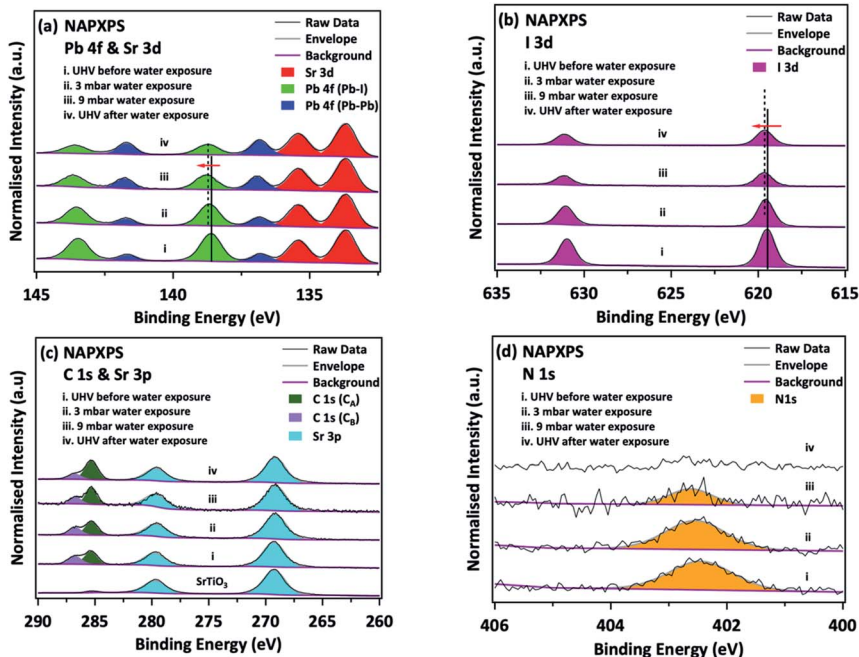 (a) NAPXPS
Pb 4f & Sr 3d
i. UHV before water exposure
ii. 3 mbar water exposure
iii. 9 mbar water exposure
iv. UHV after water exposure
Raw Data
Envelope
Background
Sr 3d
Pb 4f (Pb-I)
Pb 4f (Pb-Pb)
iv
iii
ii
i
Normalised Intensity (a.u.)
145 140 135
Binding Energy (eV)
(b) NAPXPS
I 3d
i. UHV before water exposure
ii. 3 mbar water exposure
iii. 9 mbar water exposure
iv. UHV after water exposure
Raw Data
Envelope
Background
I 3d
iv
iii
ii
i
Normalised Intensity (a.u.)
635 630 625 620 615
Binding Energy (eV)
(c) NAPXPS
C 1s & Sr 3p
i. UHV before water exposure
ii. 3 mbar water exposure
iii. 9 mbar water exposure
iv. UHV after water exposure
Raw Data
Envelope
Background
C 1s (C_A)
C 1s (C_B)
Sr 3p
iv
iii
ii
i
SrTiO₃
Normalised Intensity (a.u.)
290 285 280 275 270 265 260
Binding Energy (eV)
(d) NAPXPS
N 1s
i. UHV before water exposure
ii. 3 mbar water exposure
iii. 9 mbar water exposure
iv. UHV after water exposure
Raw Data
Envelope
Background
N1s
iv
iii
ii
i
Normalised Intensity (a.u.)
406 404 402 400
Binding Energy (eV)